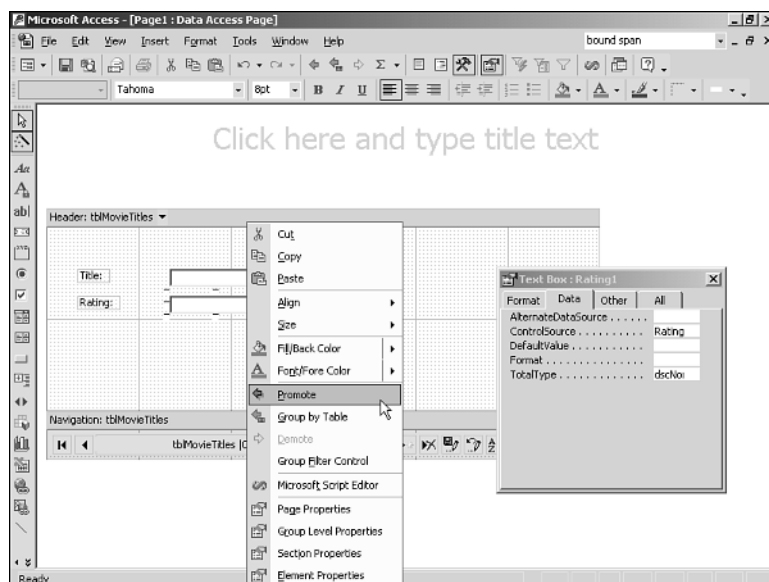 Microsoft Access - [Page1 : Data Access Page]
File Edit View Insert Format Tools Window Help
bound span
Tahoma 8pt B I U A
Click here and type title text
Aa
A
ab|
Header: tblMovieTitles
Title:
Rating:
Cut
Copy
Paste
Align
Size
Fill/Back Color
Font/Fore Color
Promote
Group by Table
Demote
Group Filter Control
Microsoft Script Editor
Page Properties
Group Level Properties
Section Properties
Element Properties
Text Box : Rating1
Format Data Other All
AlternateDataSource . . . . . .
ControlSource . . . . . . . . . . Rating
DefaultValue . . . . . . . . . . .
Format . . . . . . . . . . . . . .
TotalType . . . . . . . . . . . . . dscNo
Navigation: tblMovieTitles
tblMovieTitles |
Ready